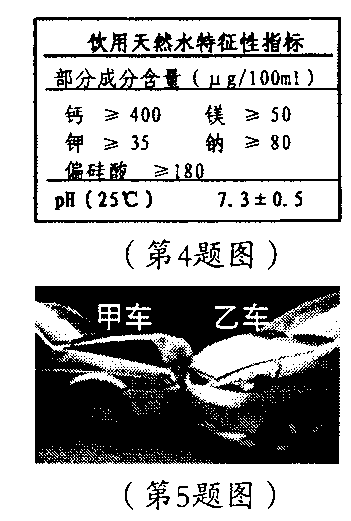 饮用天然水特征性指标
部分成分含量（μg/100ml）
钙 ≥ 400 镁 ≥ 50
钾 ≥ 35 钠 ≥ 80
偏硅酸 ≥180
pH（25℃） 7.3±0.5
（第4题图）
甲车 乙车
（第5题图）